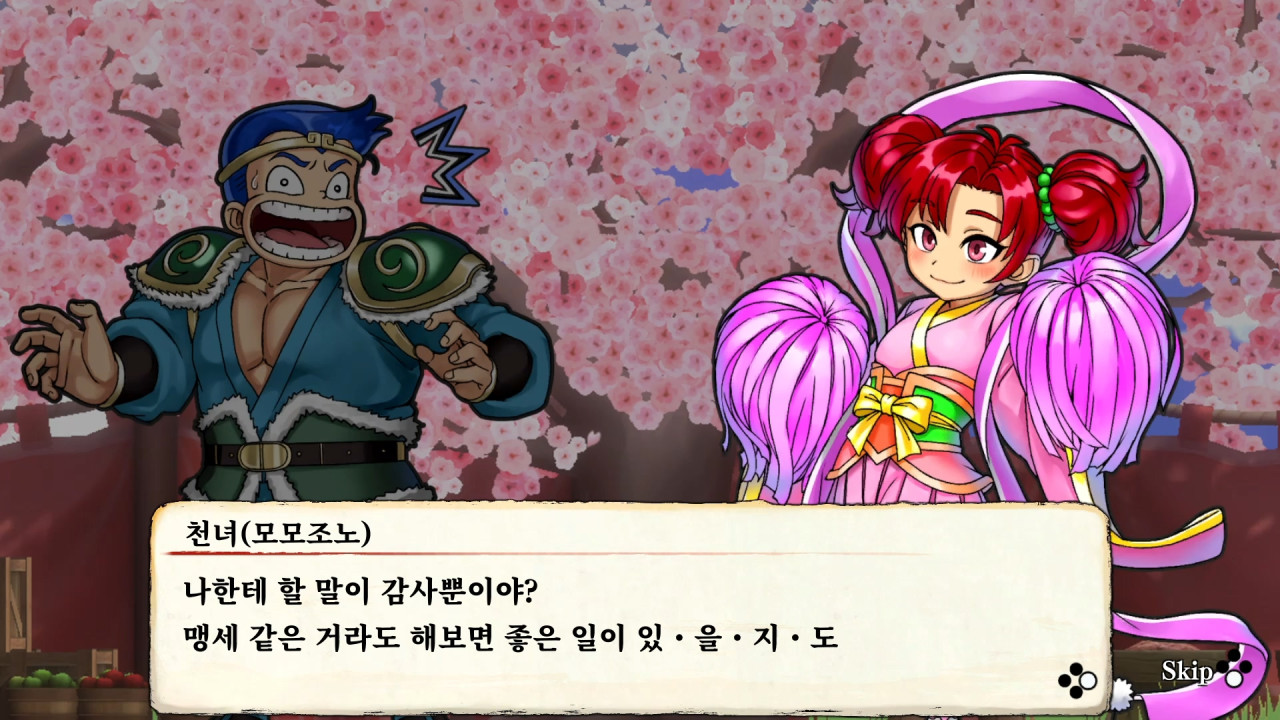 천녀(모모조노)
나한테 할 말이 감사뿐이야?
맹세 같은 거라도 해보면 좋은 일이 있・을・지・도
Skip